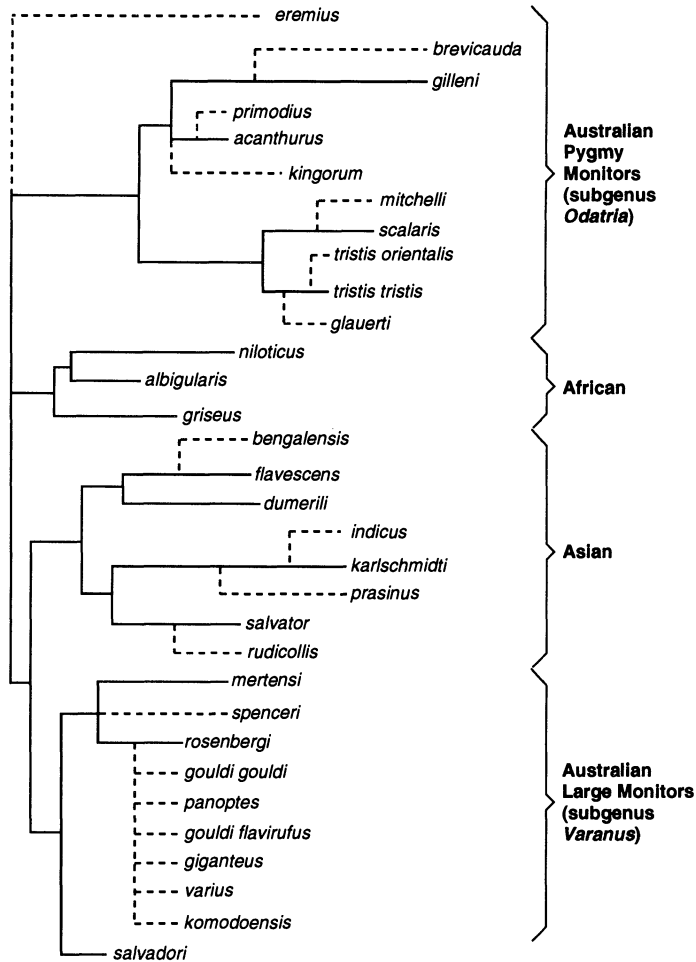 eremius
brevicauda
gilleni
primodius
acanthurus
kingorum
mitchelli
scalaris
tristis orientalis
tristis tristis
glauerti
Australian
Pygmy
Monitors
(subgenus
Odatria)
niloticus
albigularis
griseus
African
bengalensis
flavescens
dumerili
indicus
karlschmidti
prasinus
salvator
rudicollis
Asian
mertensi
spenceri
rosenbergi
gouldi gouldi
panoptes
gouldi flavirufus
giganteus
varius
komodoensis
salvadori
Australian
Large Monitors
(subgenus
Varanus)